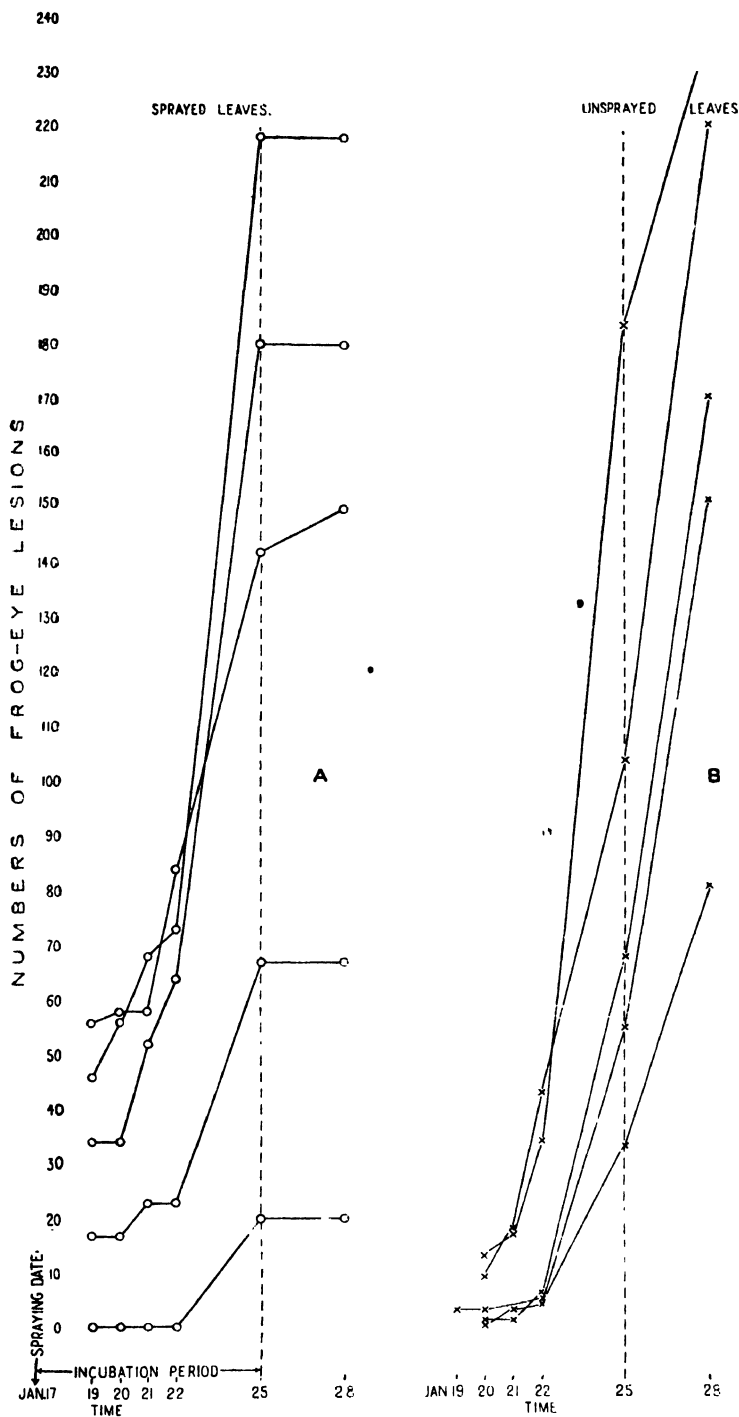 240
230
SPRAYED LEAVES.
UNSPRAYED LEAVES
220
210
200
190
180
170
160
150
140
130
120
110
100
90
80
70
60
50
40
30
20
10
0
NUMBERS OF FROG-EYE LESIONS
A
B
SPRAYING DATE.
INCUBATION PERIOD
JAN.17 19 20 21 22 25 28
TIME
JAN 19 20 21 22 25 28
TIME